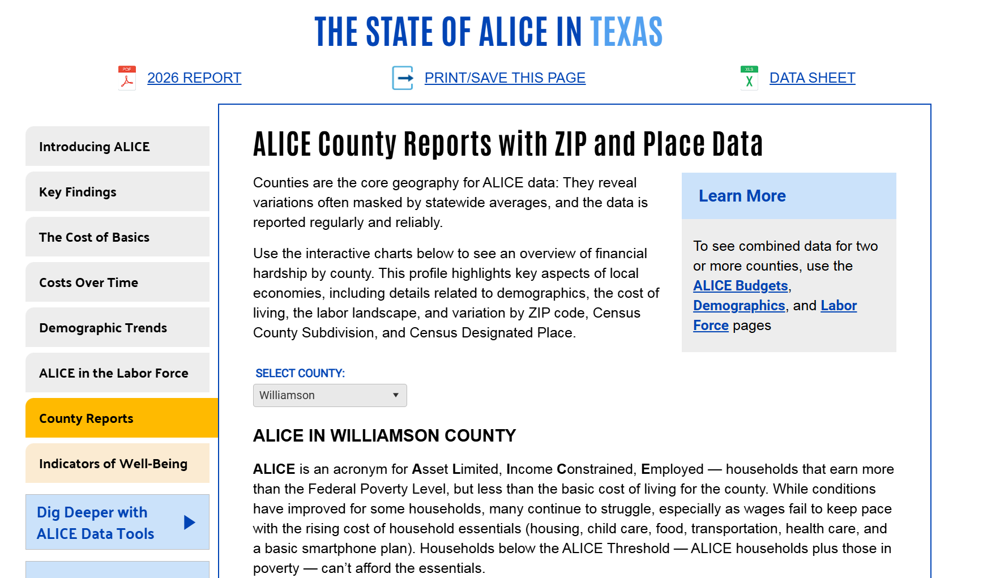 THE STATE OF ALICE IN TEXAS
PDF
2026 REPORT
PRINT/SAVE THIS PAGE
XLS
X
DATA SHEET
Introducing ALICE
Key Findings
The Cost of Basics
Costs Over Time
Demographic Trends
ALICE in the Labor Force
County Reports
Indicators of Well-Being
Dig Deeper with
ALICE Data Tools
ALICE County Reports with ZIP and Place Data
Counties are the core geography for ALICE data: They reveal
variations often masked by statewide averages, and the data is
reported regularly and reliably.
Use the interactive charts below to see an overview of financial
hardship by county. This profile highlights key aspects of local
economies, including details related to demographics, the cost of
living, the labor landscape, and variation by ZIP code, Census
County Subdivision, and Census Designated Place.
Learn More
To see combined data for two
or more counties, use the
ALICE Budgets,
Demographics, and Labor
Force pages
SELECT COUNTY:
Williamson
ALICE IN WILLIAMSON COUNTY
ALICE is an acronym for Asset Limited, Income Constrained, Employed — households that earn more
than the Federal Poverty Level, but less than the basic cost of living for the county. While conditions
have improved for some households, many continue to struggle, especially as wages fail to keep pace
with the rising cost of household essentials (housing, child care, food, transportation, health care, and
a basic smartphone plan). Households below the ALICE Threshold — ALICE households plus those in
poverty — can’t afford the essentials.